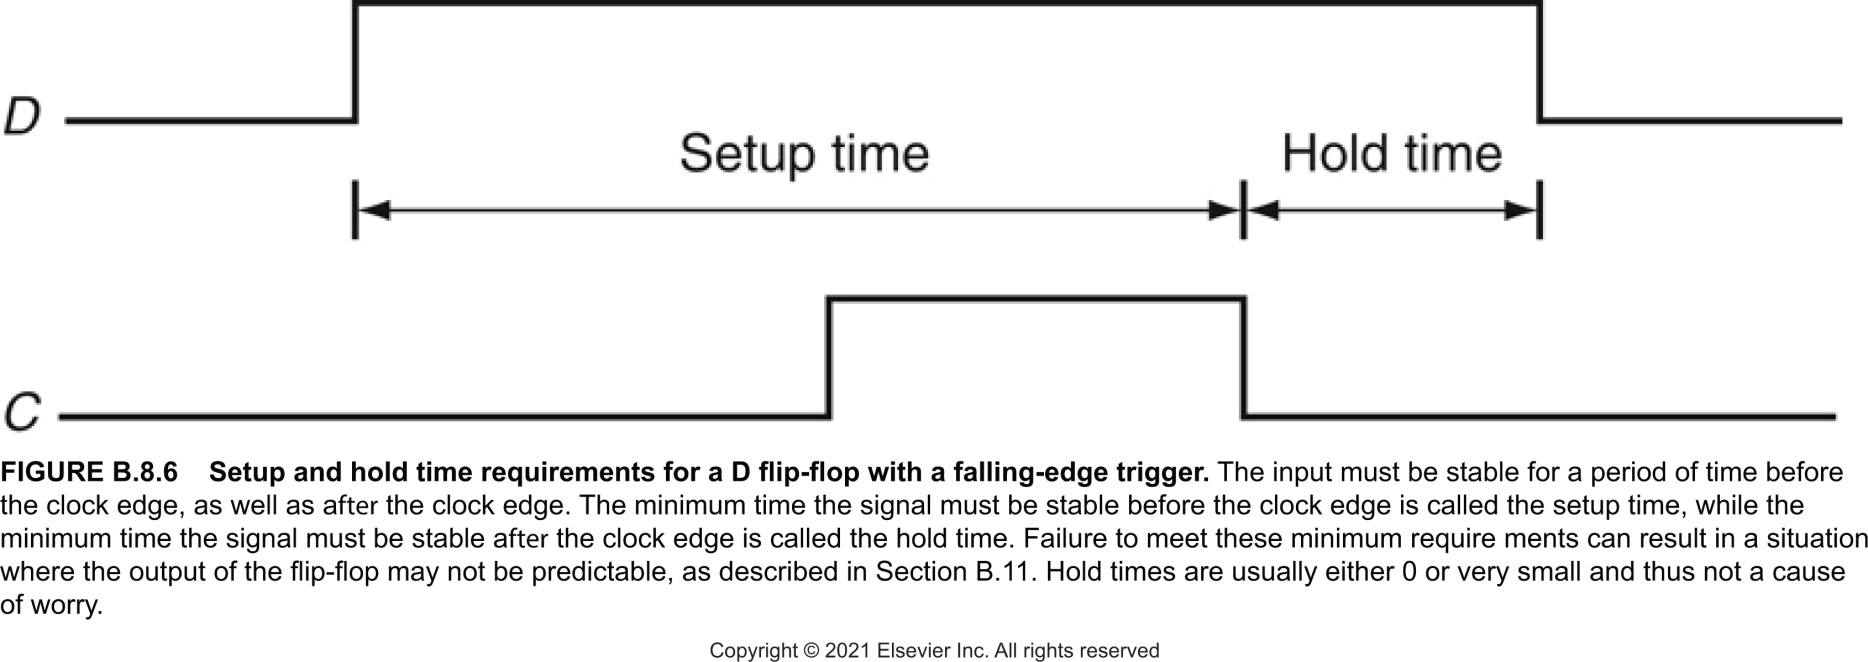 D
Setup time Hold time
C
FIGURE B.8.6 Setup and hold time requirements for a D flip-flop with a falling-edge trigger. The input must be stable for a period of time before
the clock edge, as well as after the clock edge. The minimum time the signal must be stable before the clock edge is called the setup time, while the
minimum time the signal must be stable after the clock edge is called the hold time. Failure to meet these minimum require ments can result in a situation
where the output of the flip-flop may not be predictable, as described in Section B.11. Hold times are usually either 0 or very small and thus not a cause
of worry.
Copyright © 2021 Elsevier Inc. All rights reserved